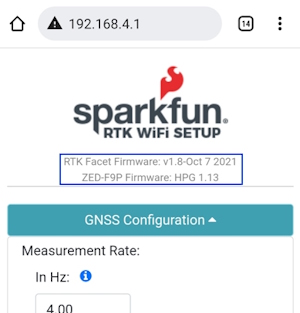 192.168.4.1
14
sparkfun®
RTK WiFi SETUP
RTK Facet Firmware: v1.8-Oct 7 2021
ZED-F9P Firmware: HPG 1.13
GNSS Configuration
Measurement Rate:
In Hz:
4.00